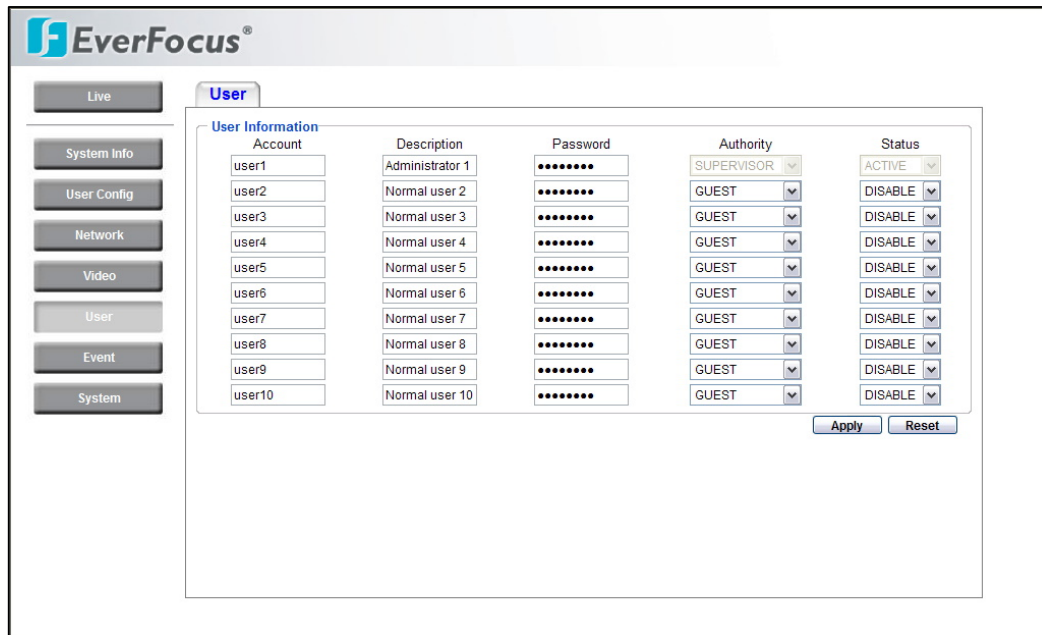 EverFocus®
Live
System Info
User Config
Network
Video
User
Event
System
User
User Information
Account Description Password Authority Status
user1 Administrator 1 •••••••• SUPERVISOR ACTIVE
user2 Normal user 2 •••••••• GUEST DISABLE
user3 Normal user 3 •••••••• GUEST DISABLE
user4 Normal user 4 •••••••• GUEST DISABLE
user5 Normal user 5 •••••••• GUEST DISABLE
user6 Normal user 6 •••••••• GUEST DISABLE
user7 Normal user 7 •••••••• GUEST DISABLE
user8 Normal user 8 •••••••• GUEST DISABLE
user9 Normal user 9 •••••••• GUEST DISABLE
user10 Normal user 10 •••••••• GUEST DISABLE
Apply Reset